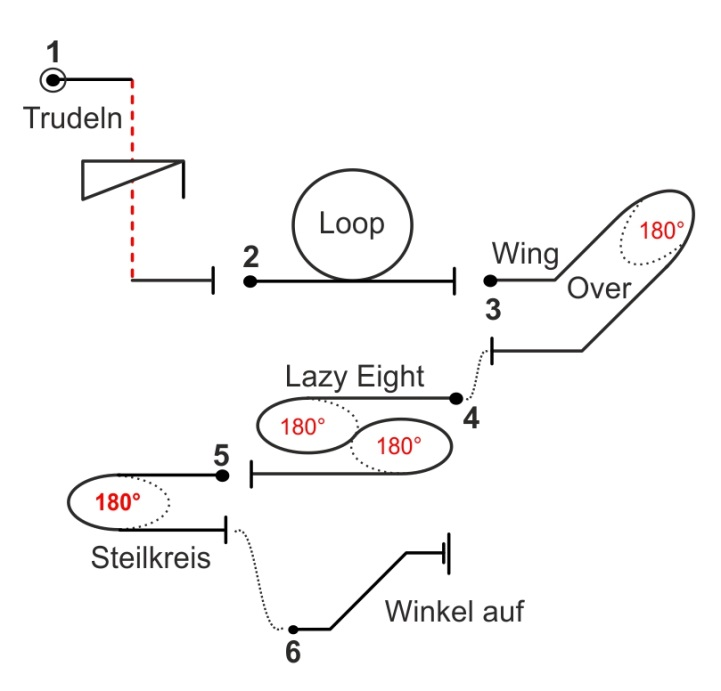 1
Trudeln
Loop
2
Wing
180°
Over
3
Lazy Eight
4
180°
180°
5
180°
Steilkreis
Winkel auf
6